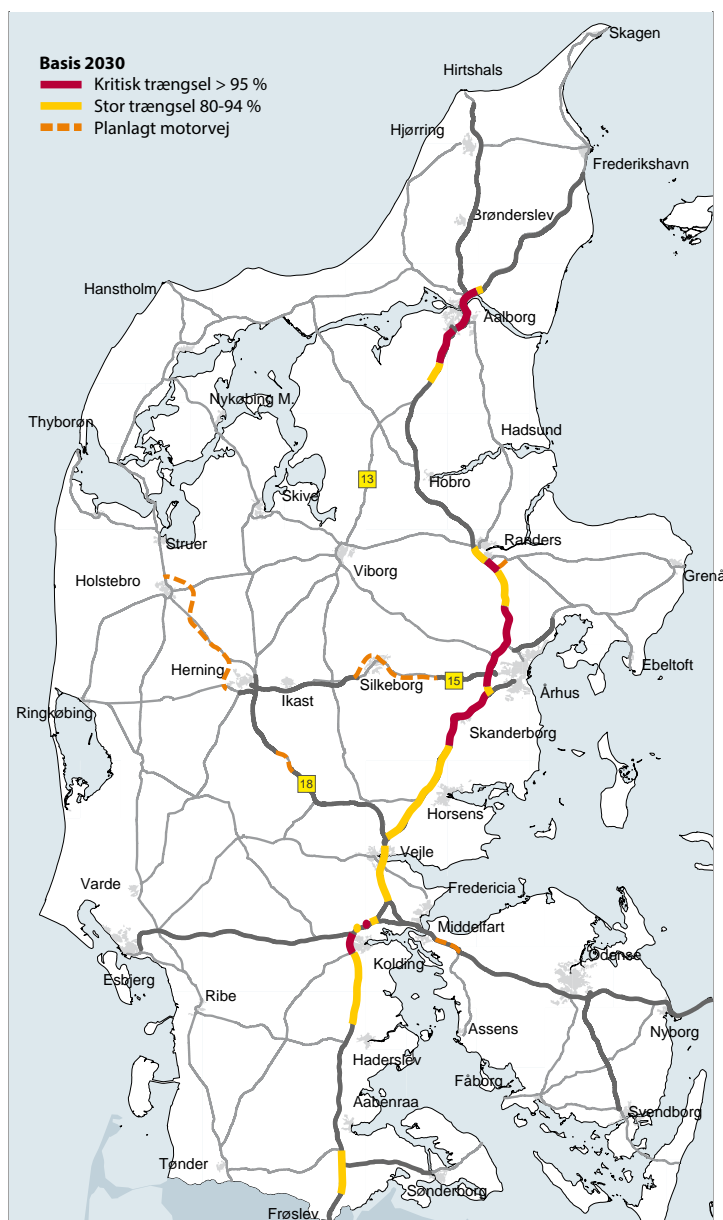 Basis 2030
Kritisk trængsel > 95 %
Stor trængsel 80-94 %
Planlagt motorvej
Skagen
Hirtshals
Hjørring
Frederikshavn
Brønderslev
Hanstholm
Aalborg
Nykøbing M.
Thyborøn
Hadsund
13
Hobro
Skive
Randers
Struer
Viborg
Grenå
Holstebro
Herning
Ebeltoft
Silkeborg
15
Ikast
Århus
Ringkøbing
Skanderborg
18
Horsens
Vejle
Varde
Fredericia
Middelfart
Kolding
Odense
Esbjerg
Ribe
Nyborg
Assens
Haderslev
Fåborg
Aabenraa
Svendborg
Tønder
Sønderborg
Frøslev